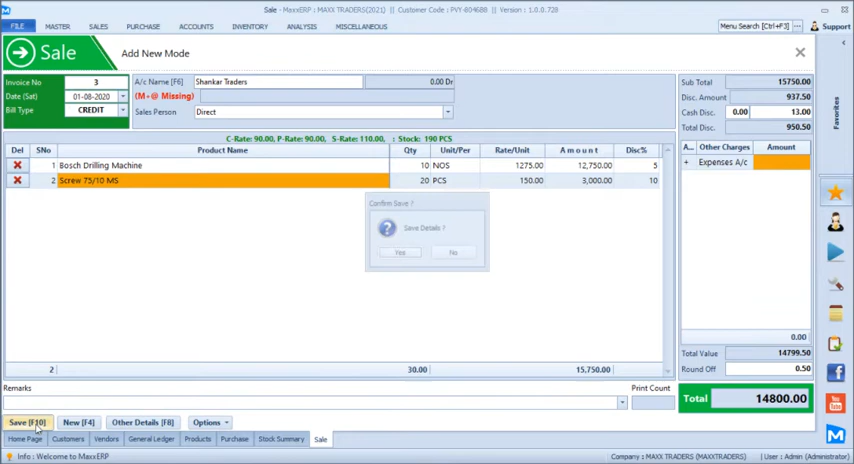 Sale - MaxxERP : MAXX TRADERS(2021) || Customer Code : PVY-8046B8 || Version : 1.0.0.728
FILE MASTER SALES PURCHASE ACCOUNTS INVENTORY ANALYSIS MISCELLANEOUS Menu Search [Ctrl+F3] ... Support
Sale Add New Mode
Invoice No 3 A/c Name [F6] Shankar Traders 0.00 Dr Sub Total 15750.00
Date (Sat) 01-08-2020 (M+@ Missing) Disc. Amount 937.50
Bill Type CREDIT Sales Person Direct Cash Disc. 0.00 13.00
Total Disc. 950.50
Favorites
C-Rate: 90.00, P-Rate: 90.00, S-Rate: 110.00, : Stock: 190 PCS
Del SNo Product Name Qty Unit/Per Rate/Unit Amount Disc% A... Other Charges Amount
1 Bosch Drilling Machine 10 NOS 1275.00 12,750.00 5 + Expenses A/c
2 Screw 75/10 MS 20 PCS 150.00 3,000.00 10
Confirm Save ?
Save Details ?
Yes No
0.00
2 30.00 15,750.00 Total Value 14799.50
Round Off 0.50
Remarks Print Count
Total 14800.00
Save [F10] New [F4] Other Details [F8] Options
Home Page Customers Vendors General Ledger Products Purchase Stock Summary Sale
Info : Welcome to MaxxERP Company : MAXX TRADERS(MAXXTRADERS) User : Admin (Administrator)